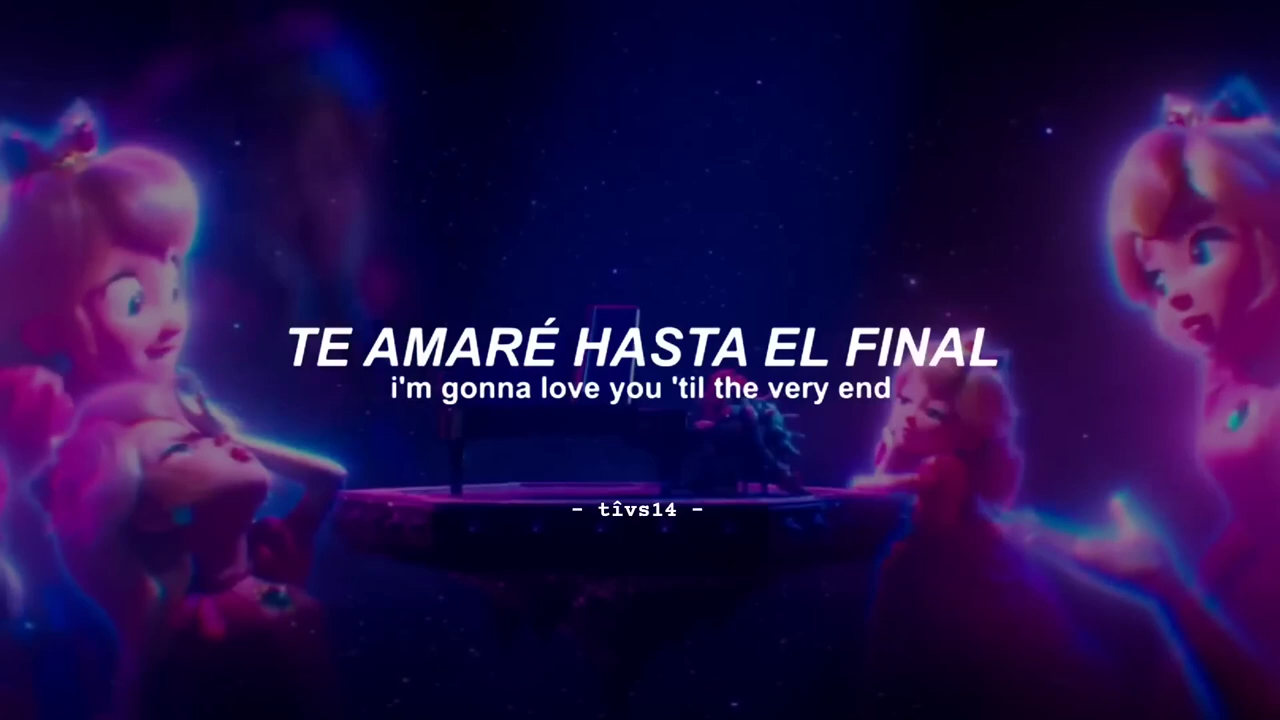 TE AMARÉ HASTA EL FINAL
i'm gonna love you 'til the very end
- tîvs14 -